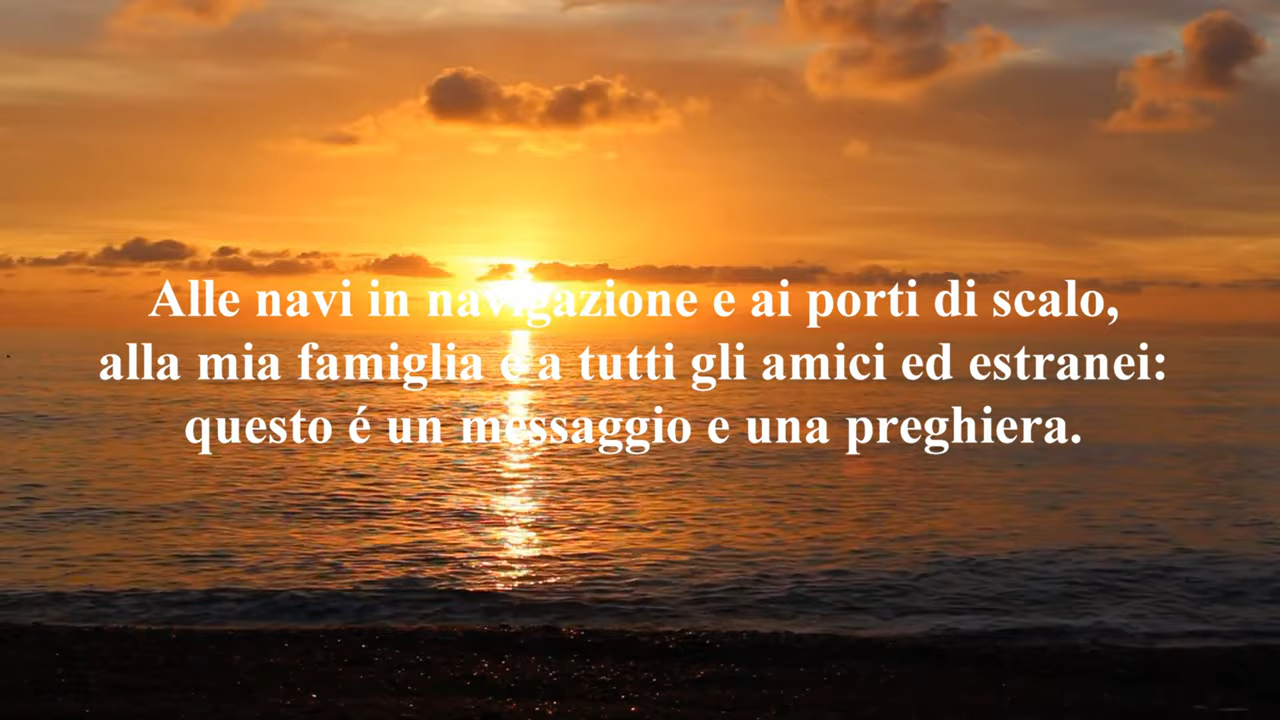 Alle navi in navigazione e ai porti di scalo,
alla mia famiglia e a tutti gli amici ed estranei:
questo é un messaggio e una preghiera.